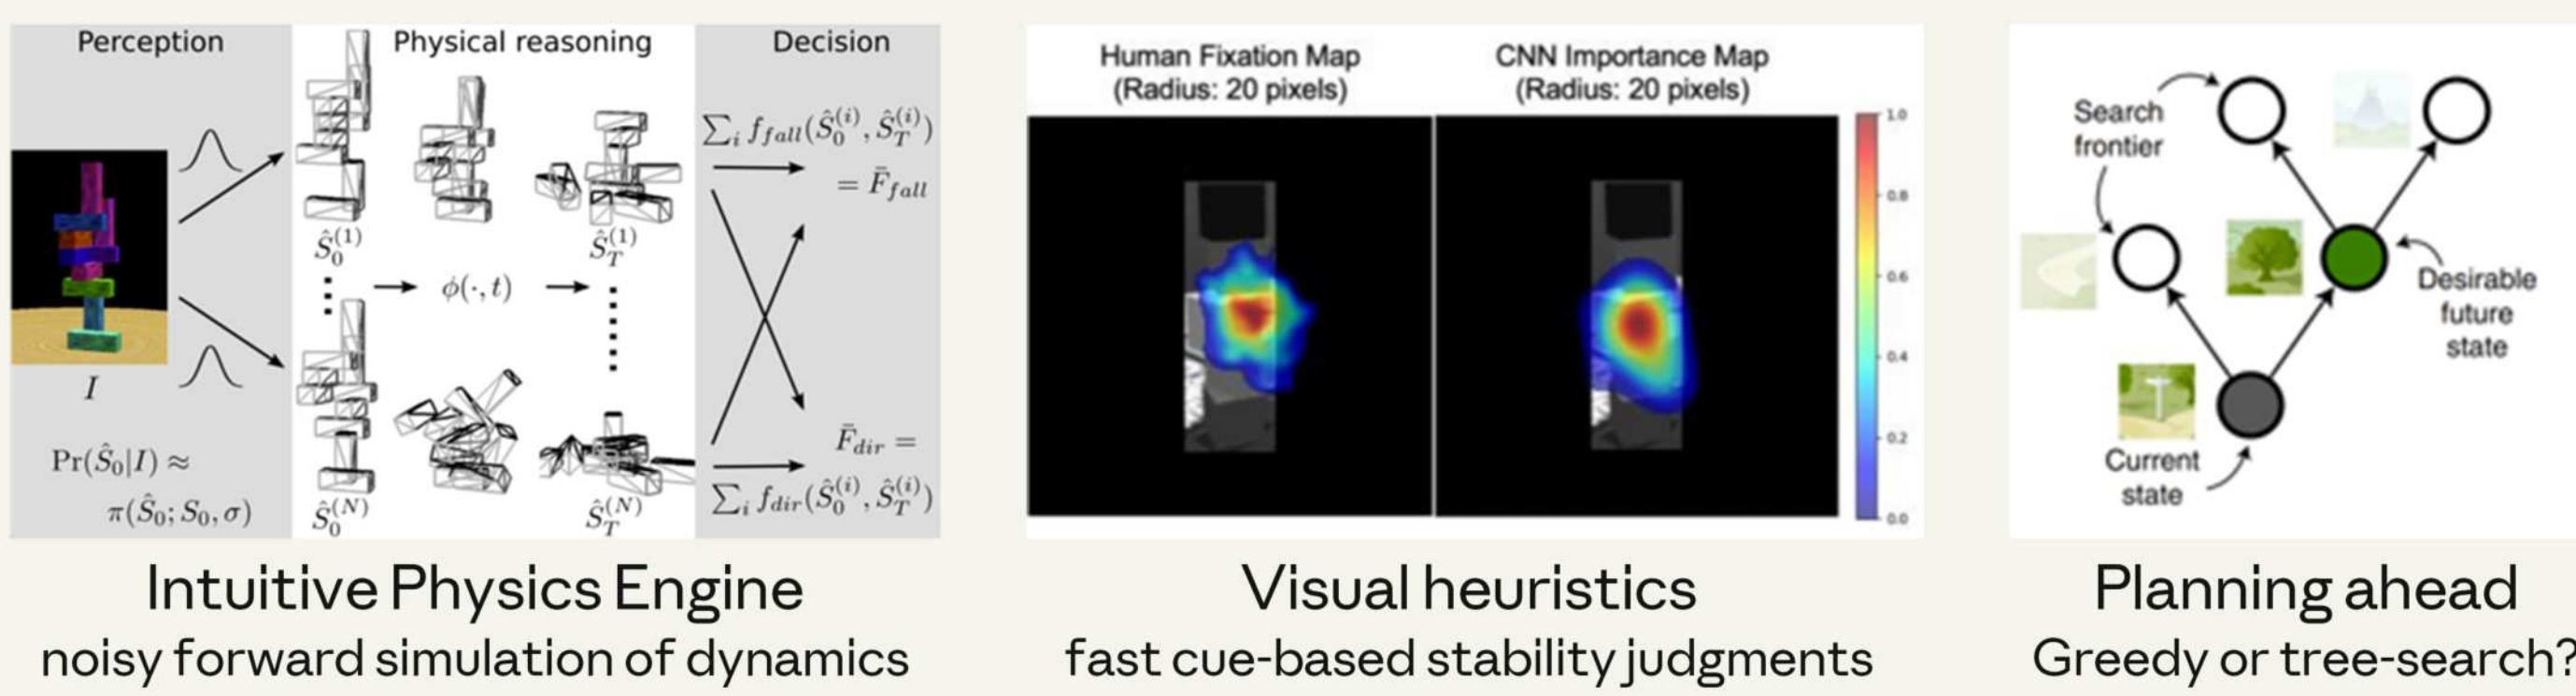 Perception
Physical reasoning
Decision
I
Pr(Ŝ₀|I) ≈
π(Ŝ₀; S₀, σ)
Ŝ₀⁽¹⁾
Ŝ_T⁽¹⁾
ϕ(·, t)
Ŝ₀⁽ᴺ⁾
Ŝ_T⁽ᴺ⁾
∑ᵢ f_fall(Ŝ₀⁽ⁱ⁾, Ŝ_T⁽ⁱ⁾)
= F̄_fall
F̄_dir =
∑ᵢ f_dir(Ŝ₀⁽ⁱ⁾, Ŝ_T⁽ⁱ⁾)
Intuitive Physics Engine
noisy forward simulation of dynamics
Human Fixation Map
(Radius: 20 pixels)
CNN Importance Map
(Radius: 20 pixels)
1.0
0.8
0.6
0.4
0.2
0.0
Visual heuristics
fast cue-based stability judgments
Search
frontier
Desirable
future
state
Current
state
Planning ahead
Greedy or tree-search?